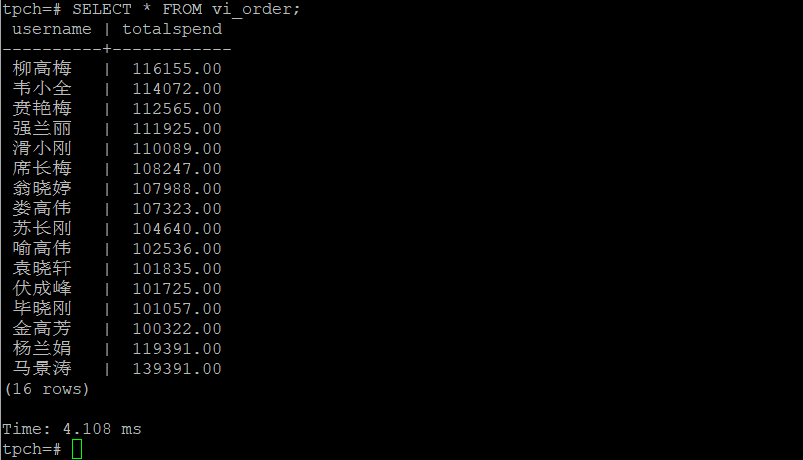 tpch=# SELECT * FROM vi_order;
 username | totalspend
----------+------------
 柳高梅   |  116155.00
 韦小全   |  114072.00
 贲艳梅   |  112565.00
 强兰丽   |  111925.00
 滑小刚   |  110089.00
 席长梅   |  108247.00
 翁晓婷   |  107988.00
 娄高伟   |  107323.00
 苏长刚   |  104640.00
 喻高伟   |  102536.00
 袁晓轩   |  101835.00
 伏成峰   |  101725.00
 毕晓刚   |  101057.00
 金高芳   |  100322.00
 杨兰娟   |  119391.00
 马景涛   |  139391.00
(16 rows)

Time: 4.108 ms
tpch=#